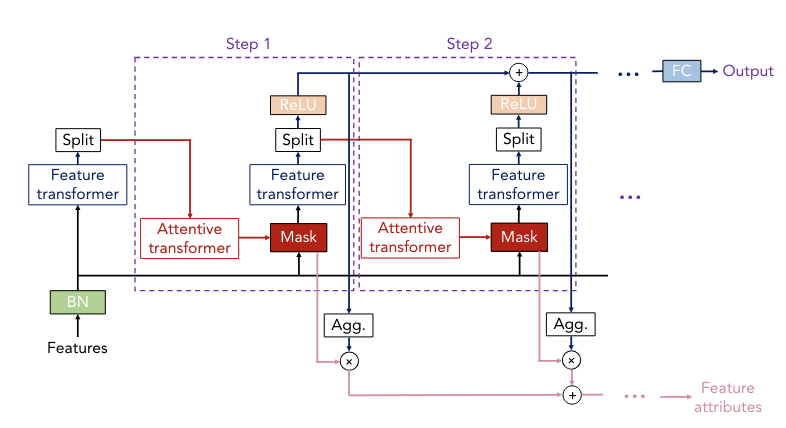 Step 1
Step 2
FC
Output
ReLU
ReLU
Split
Split
Split
Feature
transformer
Feature
transformer
Feature
transformer
Attentive
transformer
Mask
Attentive
transformer
Mask
BN
Features
Agg.
Agg.
Feature
attributes